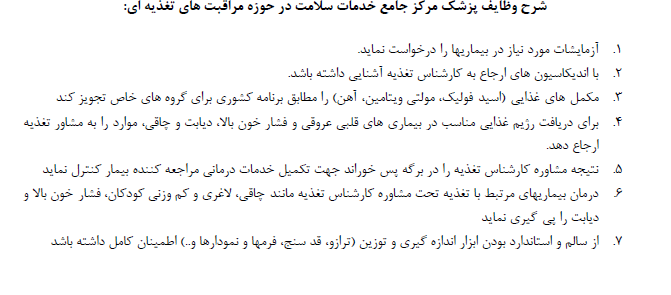 شرح وظایف پزشک مرکز جامع خدمات سلامت در حوزه مراقبت های تغذیه ای:
۱. آزمایشات مورد نیاز در بیماریها را درخواست نماید.
۲. با اندیکاسیون های ارجاع به کارشناس تغذیه آشنایی داشته باشد.
۳. مکمل های غذایی (اسید فولیک، مولتی ویتامین، آهن) را مطابق برنامه کشوری برای گروه های خاص تجویز کند
۴. برای دریافت رژیم غذایی مناسب در بیماری های قلبی عروقی و فشار خون بالا، دیابت و چاقی، موارد را به مشاور تغذیه
ارجاع دهد.
۵. نتیجه مشاوره کارشناس تغذیه را در برگه پس خوراند جهت تکمیل خدمات درمانی مراجعه کننده بیمار کنترل نماید
۶. درمان بیماریهای مرتبط با تغذیه تحت مشاوره کارشناس تغذیه مانند چاقی، لاغری و کم وزنی کودکان، فشار خون بالا و
دیابت را پی گیری نماید
۷. از سالم و استاندارد بودن ابزار اندازه گیری و توزین (ترازو، قد سنج، فرمها و نمودارها و..) اطمینان کامل داشته باشد